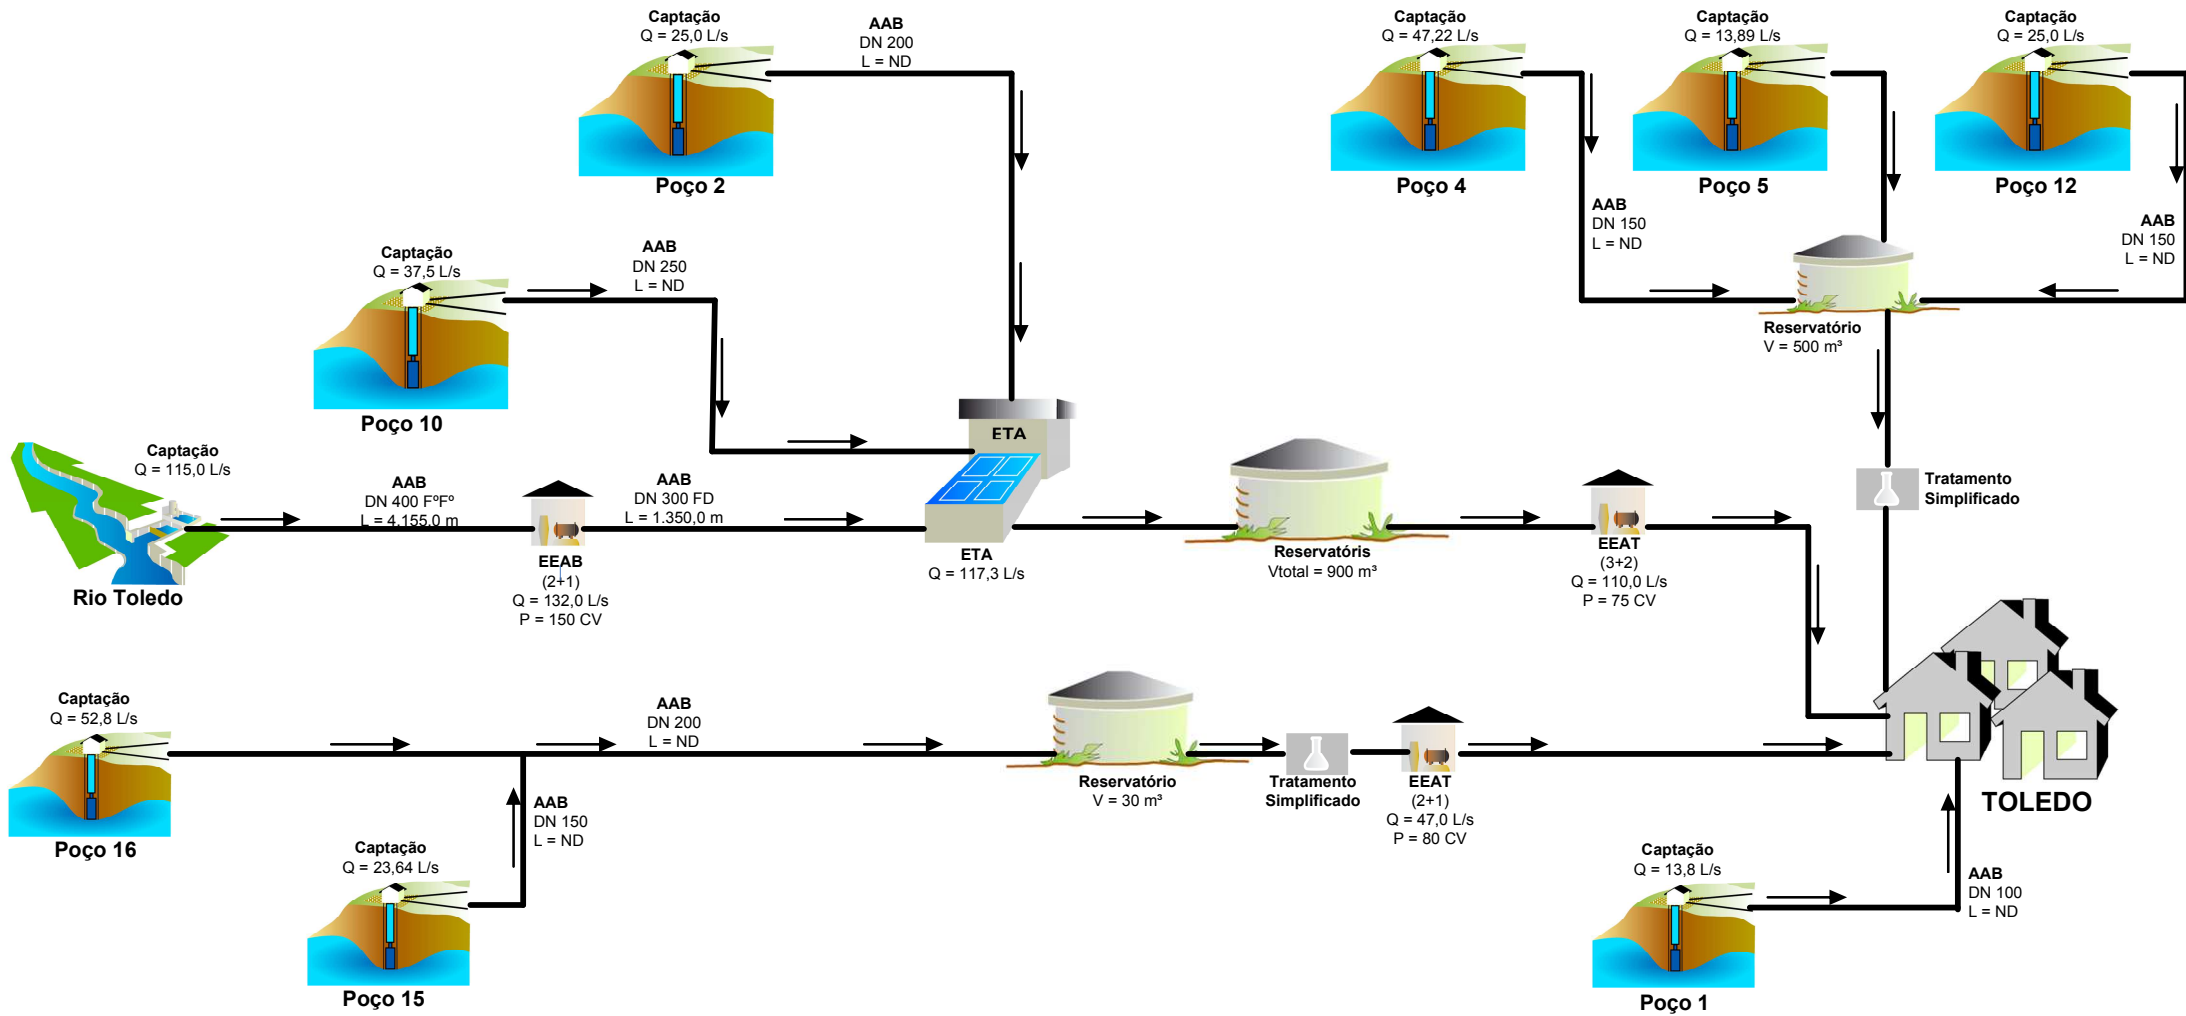 Captação
Q = 25,0 L/s
AAB
DN 200
L = ND
Poço 2
Captação
Q = 47,22 L/s
Poço 4
AAB
DN 150
L = ND
Captação
Q = 13,89 L/s
Poço 5
Captação
Q = 25,0 L/s
Poço 12
AAB
DN 150
L = ND
Reservatório
V = 500 m³
Captação
Q = 37,5 L/s
AAB
DN 250
L = ND
Poço 10
Captação
Q = 115,0 L/s
Rio Toledo
AAB
DN 400 FºFº
L = 4.155,0 m
EEAB
(2+1)
Q = 132,0 L/s
P = 150 CV
AAB
DN 300 FD
L = 1.350,0 m
ETA
ETA
Q = 117,3 L/s
Reservatóris
Vtotal = 900 m³
EEAT
(3+2)
Q = 110,0 L/s
P = 75 CV
Tratamento
Simplificado
Captação
Q = 52,8 L/s
Poço 16
AAB
DN 200
L = ND
AAB
DN 150
L = ND
Captação
Q = 23,64 L/s
Poço 15
Reservatório
V = 30 m³
Tratamento
Simplificado
EEAT
(2+1)
Q = 47,0 L/s
P = 80 CV
TOLEDO
Captação
Q = 13,8 L/s
Poço 1
AAB
DN 100
L = ND